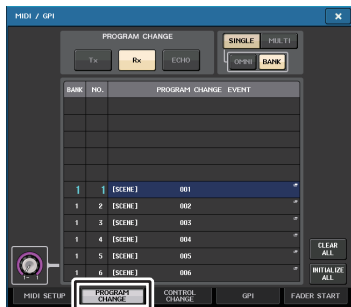 MIDI / GPI
PROGRAM CHANGE
Tx Rx ECHO
SINGLE MULTI
OMNI BANK
BANK NO. PROGRAM CHANGE EVENT
1 1 [SCENE] 001
1 2 [SCENE] 002
1 3 [SCENE] 003
1 4 [SCENE] 004
1 5 [SCENE] 005
1 6 [SCENE] 006
CLEAR ALL
INITIALIZE ALL
MIDI SETUP
PROGRAM CHANGE
CONTROL CHANGE
GPI
FADER START